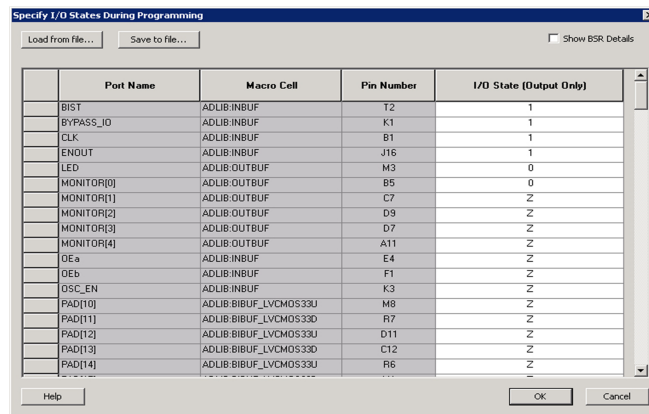 Specify I/O States During Programming
Load from file... Save to file... Show BSR Details
Port Name Macro Cell Pin Number I/O State (Output Only)
BIST ADLIB:INBUF T2 1
BYPASS_IO ADLIB:INBUF K1 1
CLK ADLIB:INBUF B1 1
ENOUT ADLIB:INBUF J16 1
LED ADLIB:OUTBUF M3 0
MONITOR[0] ADLIB:OUTBUF B5 0
MONITOR[1] ADLIB:OUTBUF C7 Z
MONITOR[2] ADLIB:OUTBUF D9 Z
MONITOR[3] ADLIB:OUTBUF D7 Z
MONITOR[4] ADLIB:OUTBUF A11 Z
OEa ADLIB:INBUF E4 Z
OEb ADLIB:INBUF F1 Z
OSC_EN ADLIB:INBUF K3 Z
PAD[10] ADLIB:BIBUF_LVCMOS33U M8 Z
PAD[11] ADLIB:BIBUF_LVCMOS33D R7 Z
PAD[12] ADLIB:BIBUF_LVCMOS33U D11 Z
PAD[13] ADLIB:BIBUF_LVCMOS33D C12 Z
PAD[14] ADLIB:BIBUF_LVCMOS33U R6 Z
Help OK Cancel